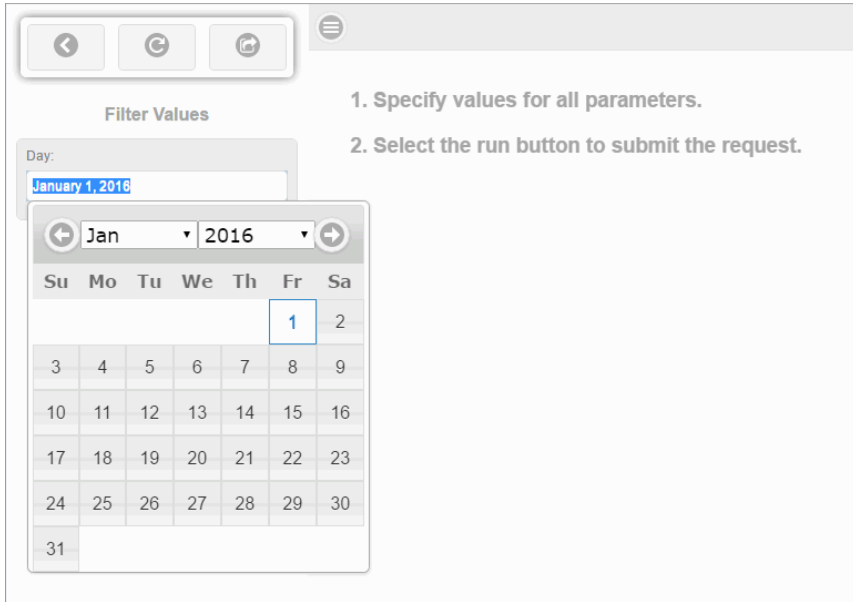 Filter Values
Day:
January 1, 2016
1. Specify values for all parameters.
2. Select the run button to submit the request.
Jan 2016
Su Mo Tu We Th Fr Sa
1 2
3 4 5 6 7 8 9
10 11 12 13 14 15 16
17 18 19 20 21 22 23
24 25 26 27 28 29 30
31